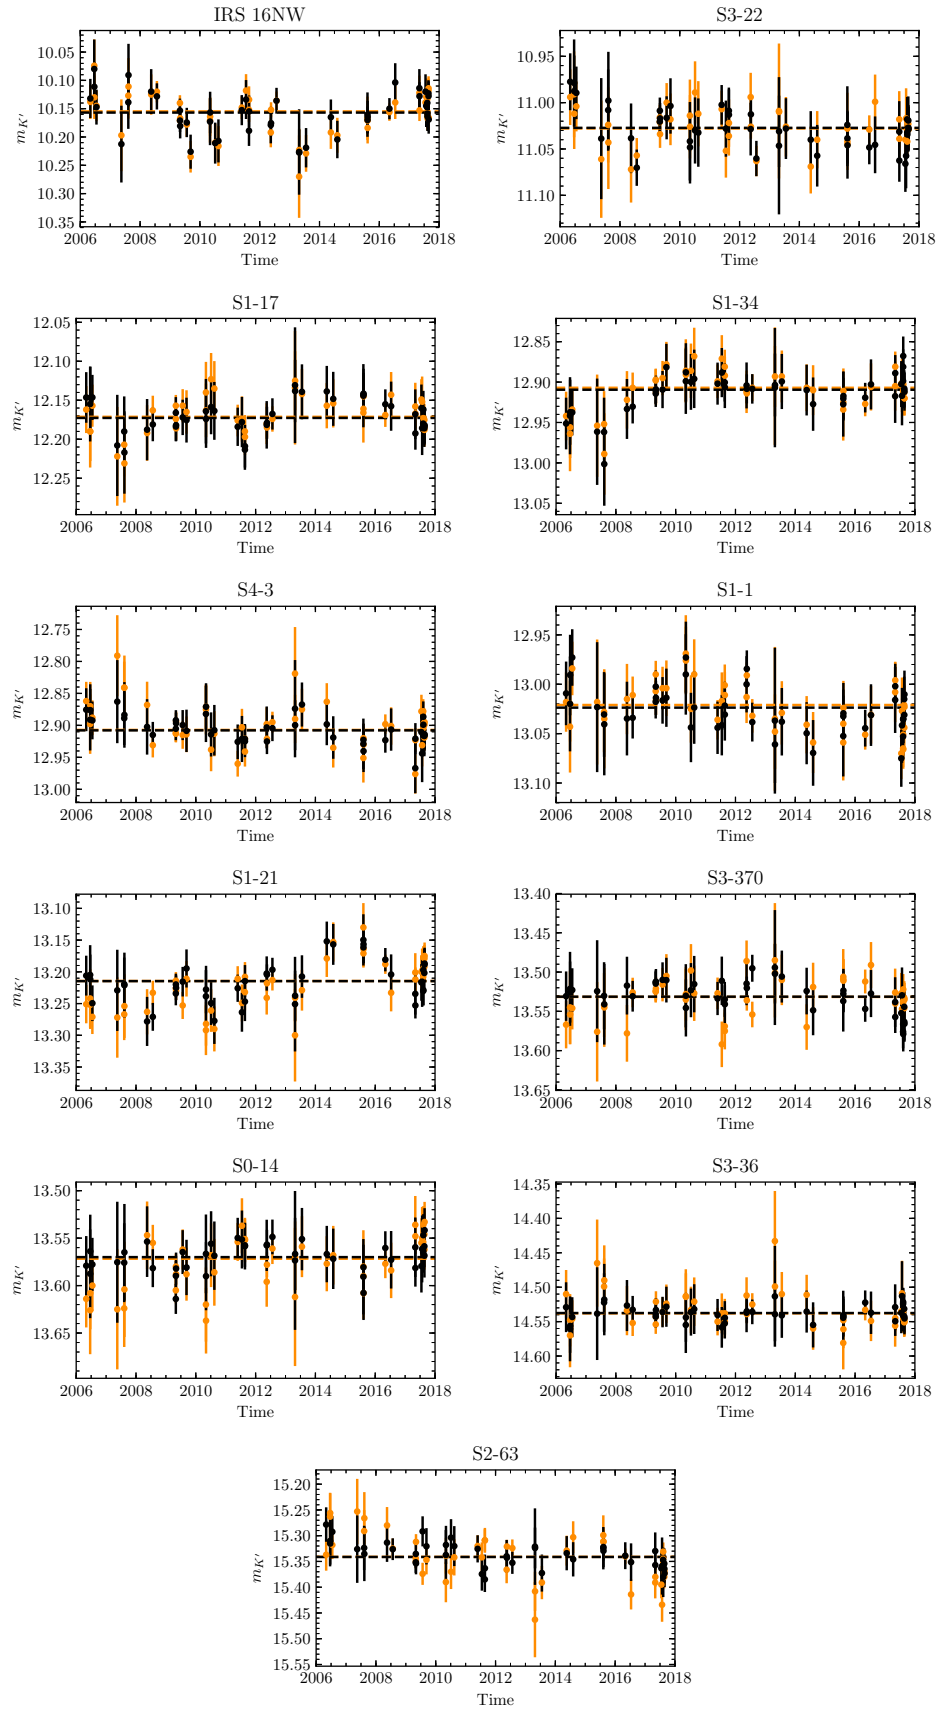 IRS 16NW
10.05
10.10
10.15
10.20
10.25
10.30
10.35
m_{K'}
2006 2008 2010 2012 2014 2016 2018
Time
S3-22
10.95
11.00
11.05
11.10
m_{K'}
2006 2008 2010 2012 2014 2016 2018
Time
S1-17
12.05
12.10
12.15
12.20
12.25
m_{K'}
2006 2008 2010 2012 2014 2016 2018
Time
S1-34
12.85
12.90
12.95
13.00
13.05
m_{K'}
2006 2008 2010 2012 2014 2016 2018
Time
S4-3
12.75
12.80
12.85
12.90
12.95
13.00
m_{K'}
2006 2008 2010 2012 2014 2016 2018
Time
S1-1
12.95
13.00
13.05
13.10
m_{K'}
2006 2008 2010 2012 2014 2016 2018
Time
S1-21
13.10
13.15
13.20
13.25
13.30
13.35
m_{K'}
2006 2008 2010 2012 2014 2016 2018
Time
S3-370
13.40
13.45
13.50
13.55
13.60
13.65
m_{K'}
2006 2008 2010 2012 2014 2016 2018
Time
S0-14
13.50
13.55
13.60
13.65
m_{K'}
2006 2008 2010 2012 2014 2016 2018
Time
S3-36
14.35
14.40
14.45
14.50
14.55
14.60
m_{K'}
2006 2008 2010 2012 2014 2016 2018
Time
S2-63
15.20
15.25
15.30
15.35
15.40
15.45
15.50
15.55
m_{K'}
2006 2008 2010 2012 2014 2016 2018
Time